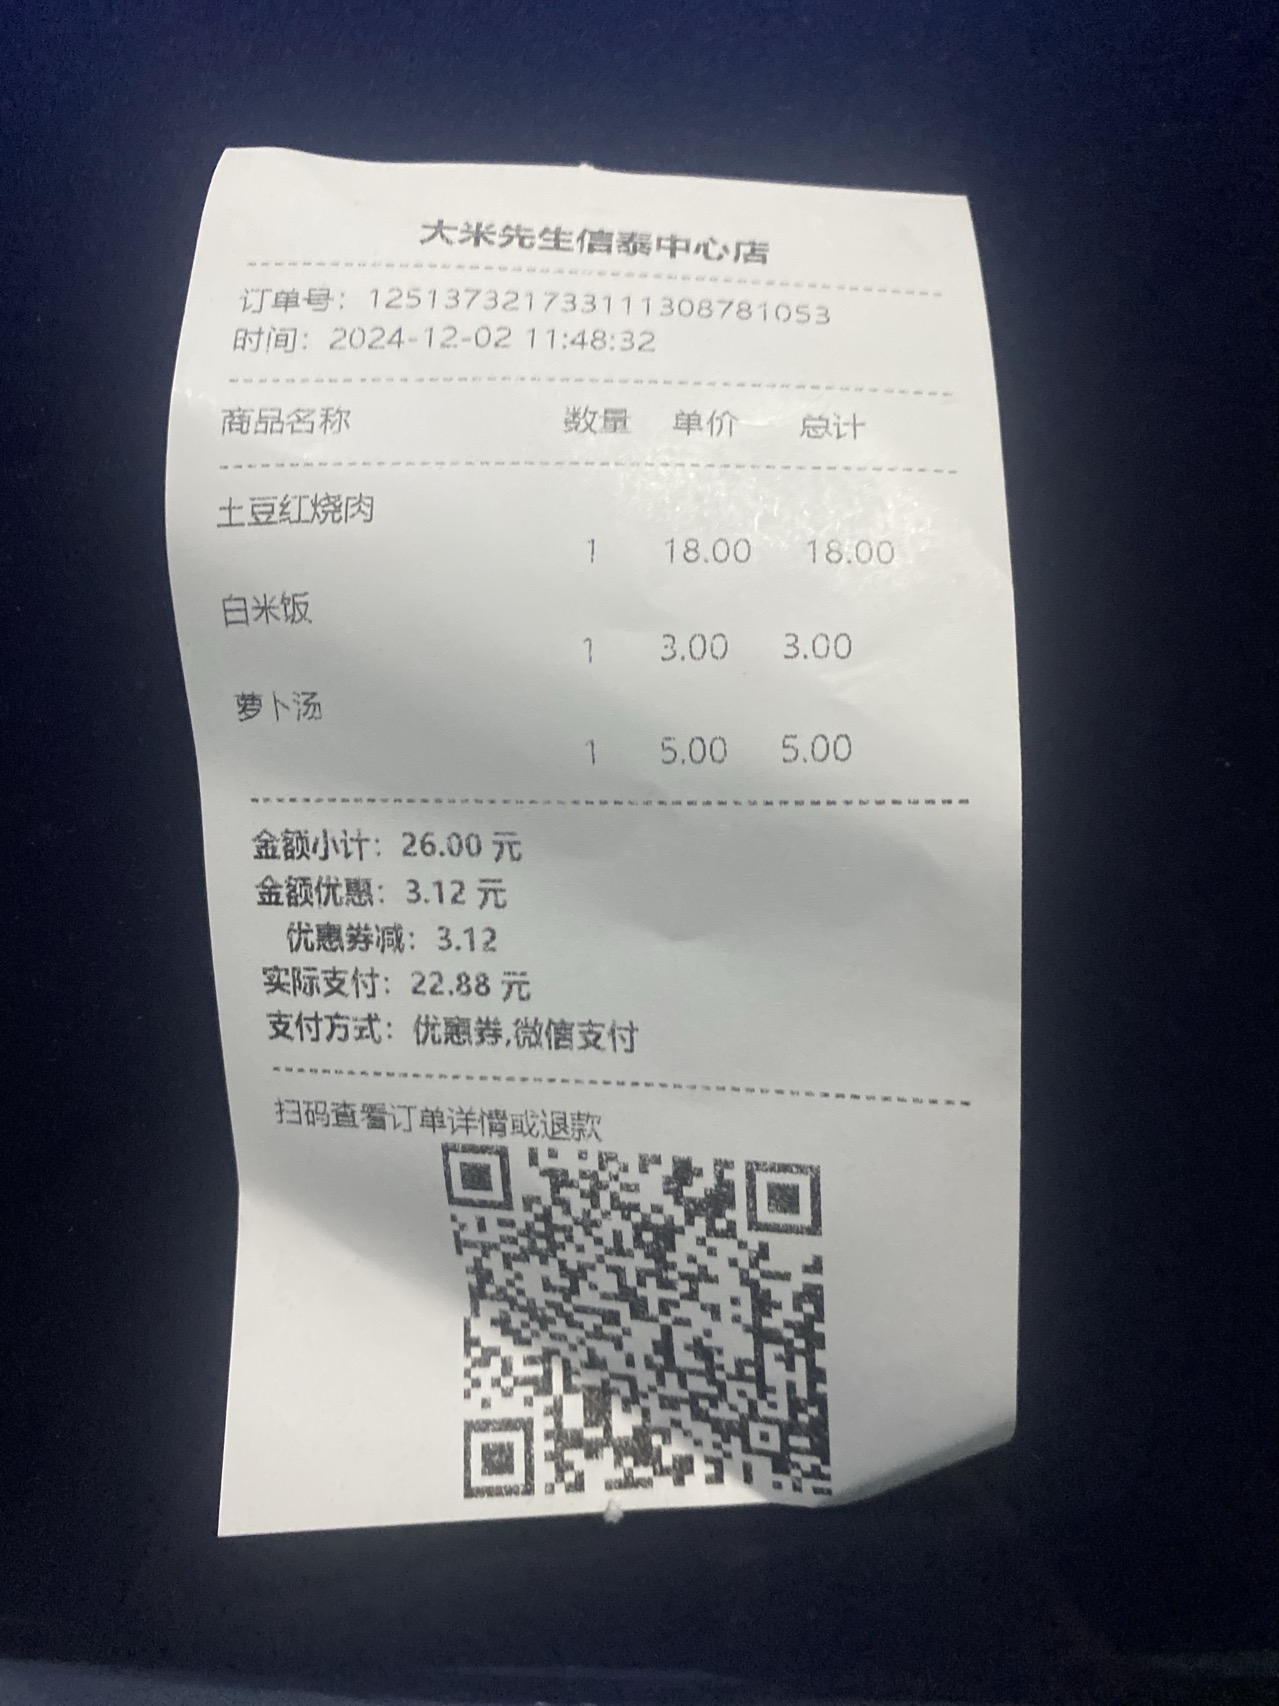 大米先生信泰中心店
订单号：1251373217331111308781053
时间：2024-12-02 11:48:32
商品名称 数量 单价 总计
土豆红烧肉
1 18.00 18.00
白米饭
1 3.00 3.00
萝卜汤
1 5.00 5.00
金额小计：26.00 元
金额优惠：3.12 元
优惠券减：3.12
实际支付：22.88 元
支付方式：优惠券,微信支付
扫码查看订单详情或退款